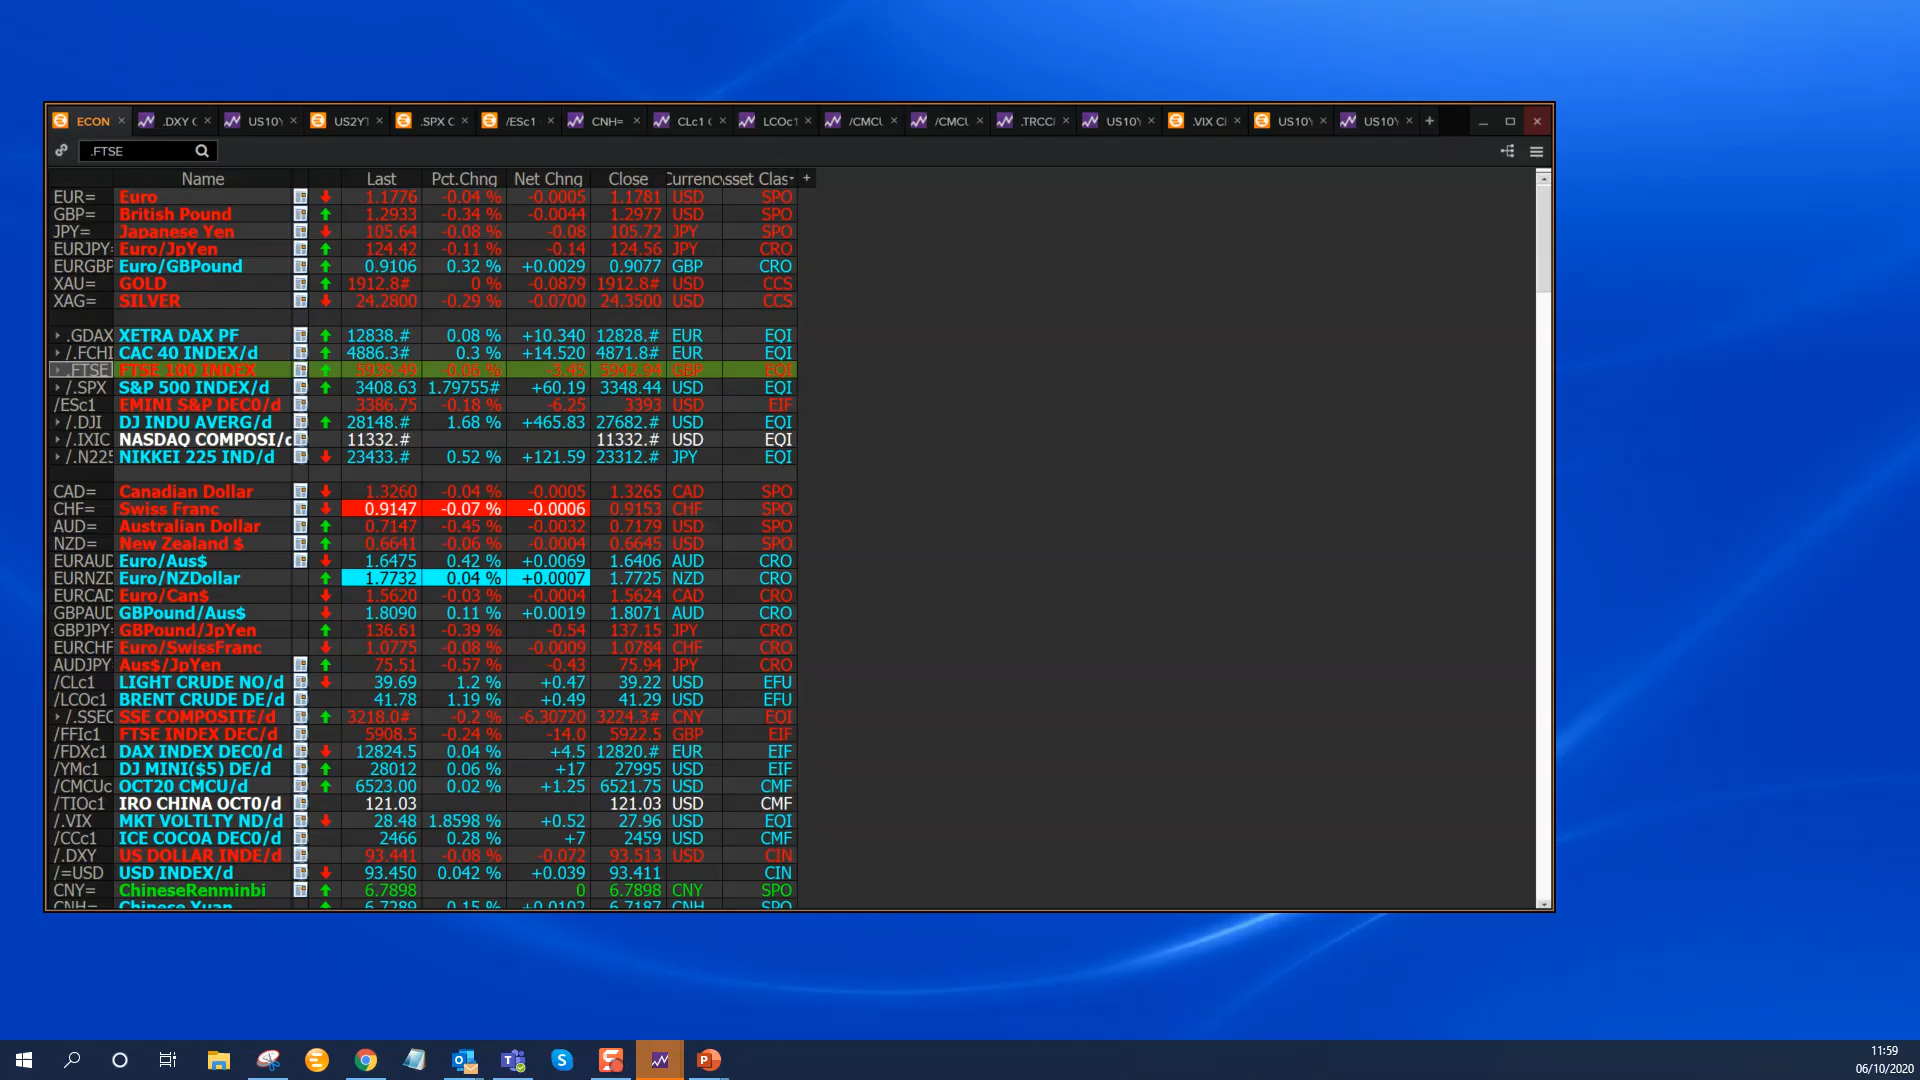 ECON × .DXY C × US10Y × US2YT × .SPX C × /ESc1 × CNH= × CLc1 C × LCOc1 × /CMCU × /CMCU × .TRCC × US10Y × .VIX C × US10Y × US10Y × +
.FTSE
Name Last Pct.Chng Net Chng Close Currency Asset Clas +
EUR= Euro 1.1776 -0.04 % -0.0005 1.1781 USD SPO
GBP= British Pound 1.2933 -0.34 % -0.0044 1.2977 USD SPO
JPY= Japanese Yen 105.64 -0.08 % -0.08 105.72 JPY SPO
EURJPY= Euro/JpYen 124.42 -0.11 % -0.14 124.56 JPY CRO
EURGBP Euro/GBPound 0.9106 0.32 % +0.0029 0.9077 GBP CRO
XAU= GOLD 1912.8# 0 % -0.0879 1912.8# USD CCS
XAG= SILVER 24.2800 -0.29 % -0.0700 24.3500 USD CCS
.GDAX XETRA DAX PF 12838.# 0.08 % +10.340 12828.# EUR EQI
/.FCHI CAC 40 INDEX/d 4886.3# 0.3 % +14.520 4871.8# EUR EQI
.FTSE FTSE 100 INDEX 5939.49 -0.06 % -3.45 5942.94 GBP EQI
/.SPX S&P 500 INDEX/d 3408.63 1.79755# +60.19 3348.44 USD EQI
/ESc1 EMINI S&P DEC0/d 3386.75 -0.18 % -6.25 3393 USD EIF
/.DJI DJ INDU AVERG/d 28148.# 1.68 % +465.83 27682.# USD EQI
/.IXIC NASDAQ COMPOSI/d 11332.# 11332.# USD EQI
/.N225 NIKKEI 225 IND/d 23433.# 0.52 % +121.59 23312.# JPY EQI
CAD= Canadian Dollar 1.3260 -0.04 % -0.0005 1.3265 CAD SPO
CHF= Swiss Franc 0.9147 -0.07 % -0.0006 0.9153 CHF SPO
AUD= Australian Dollar 0.7147 -0.45 % -0.0032 0.7179 USD SPO
NZD= New Zealand $ 0.6641 -0.06 % -0.0004 0.6645 USD SPO
EURAUD Euro/Aus$ 1.6475 0.42 % +0.0069 1.6406 AUD CRO
EURNZD Euro/NZDollar 1.7732 0.04 % +0.0007 1.7725 NZD CRO
EURCAD Euro/Can$ 1.5620 -0.03 % -0.0004 1.5624 CAD CRO
GBPAUD GBPound/Aus$ 1.8090 0.11 % +0.0019 1.8071 AUD CRO
GBPJPY GBPound/JpYen 136.61 -0.39 % -0.54 137.15 JPY CRO
EURCHF Euro/SwissFranc 1.0775 -0.08 % -0.0009 1.0784 CHF CRO
AUDJPY Aus$/JpYen 75.51 -0.57 % -0.43 75.94 JPY CRO
/CLc1 LIGHT CRUDE NO/d 39.69 1.2 % +0.47 39.22 USD EFU
/LCOc1 BRENT CRUDE DE/d 41.78 1.19 % +0.49 41.29 USD EFU
/.SSEC SSE COMPOSITE/d 3218.0# -0.2 % -6.30720 3224.3# CNY EQI
/FFIc1 FTSE INDEX DEC/d 5908.5 -0.24 % -14.0 5922.5 GBP EIF
/FDXc1 DAX INDEX DEC0/d 12824.5 0.04 % +4.5 12820.# EUR EIF
/YMc1 DJ MINI($5) DE/d 28012 0.06 % +17 27995 USD EIF
/CMCUc OCT20 CMCU/d 6523.00 0.02 % +1.25 6521.75 USD CMF
/TIOc1 IRO CHINA OCT0/d 121.03 121.03 USD CMF
/.VIX MKT VOLTLTY ND/d 28.48 1.8598 % +0.52 27.96 USD EQI
/CCc1 ICE COCOA DEC0/d 2466 0.28 % +7 2459 USD CMF
/.DXY US DOLLAR INDE/d 93.441 -0.08 % -0.072 93.513 USD CIN
/=USD USD INDEX/d 93.450 0.042 % +0.039 93.411 CIN
CNY= ChineseRenminbi 6.7898 0 6.7898 CNY SPO
CNH= Chinese Yuan 6.7289 0.15 % +0.0102 6.7187 CNH SPO
11:59
06/10/2020